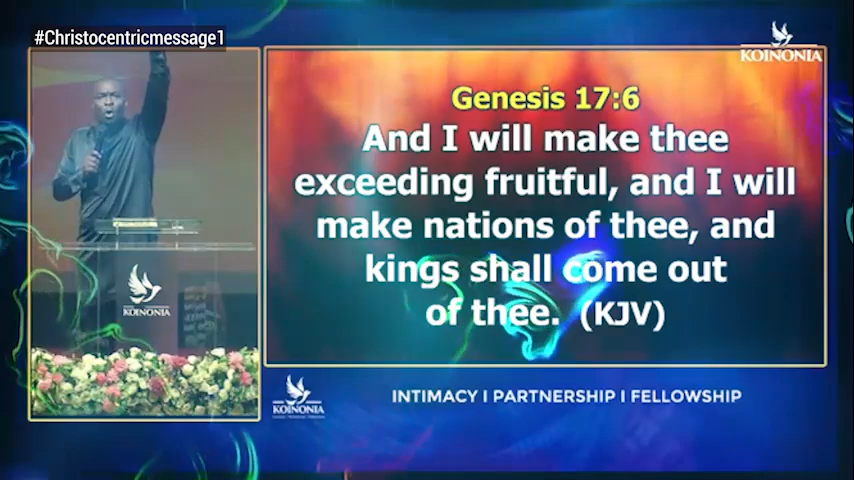 #Christocentricmessage1
KOINONIA
Genesis 17:6
And I will make thee
exceeding fruitful, and I will
make nations of thee, and
kings shall come out
of thee. (KJV)
KOINONIA
KOINONIA
INTIMACY I PARTNERSHIP I FELLOWSHIP